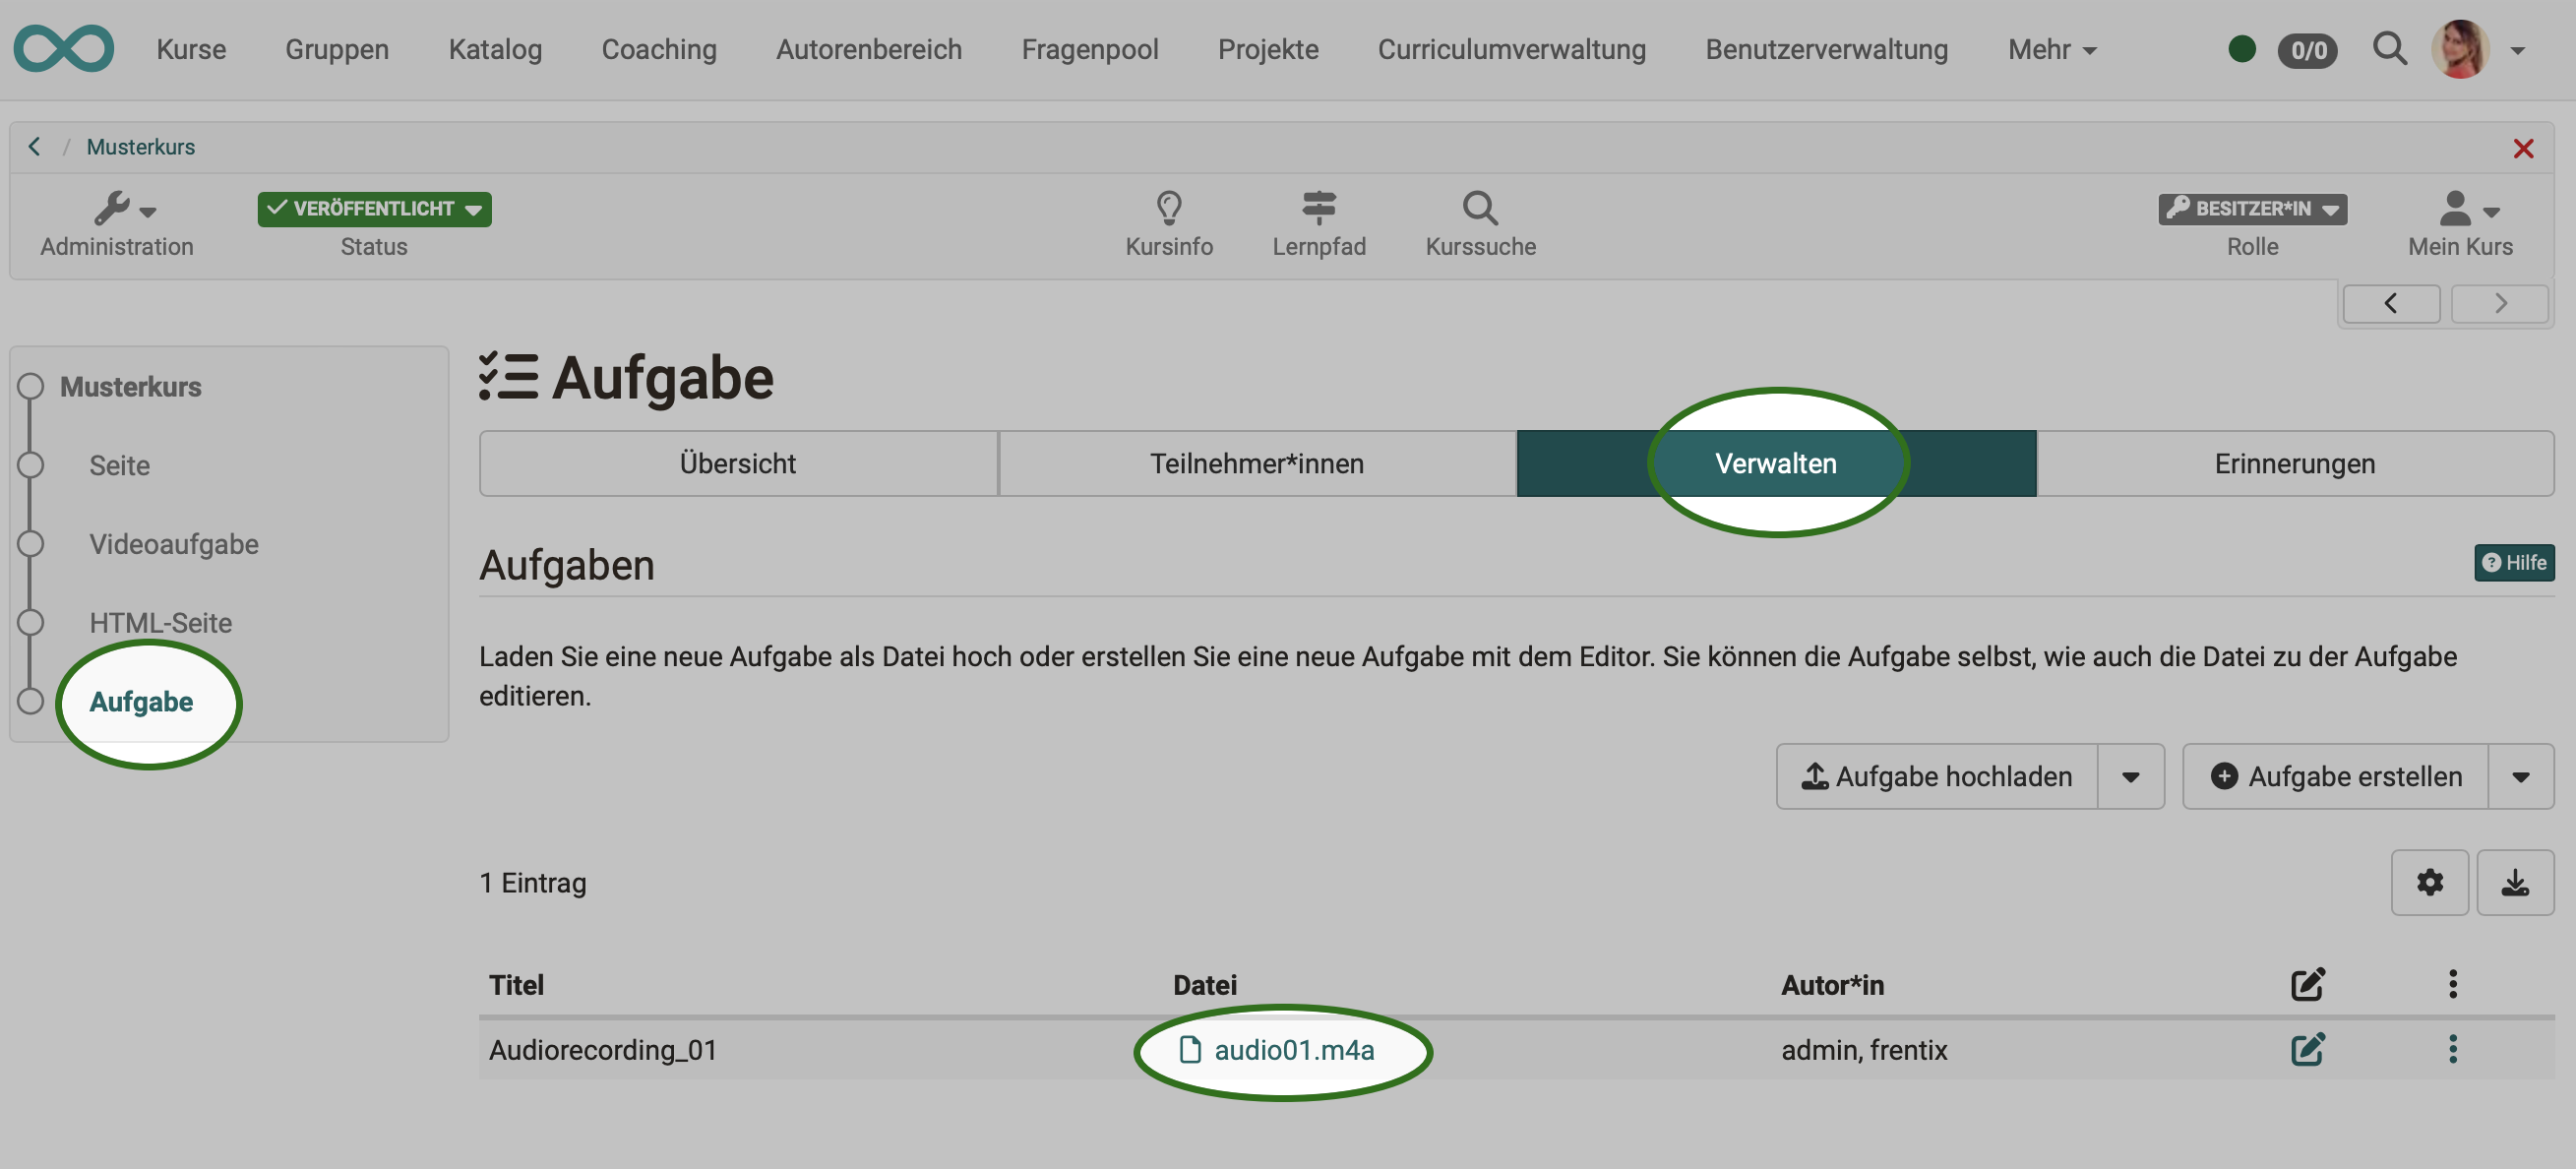 Kurse Gruppen Katalog Coaching Autorenbereich Fragenpool Projekte Curriculumverwaltung Benutzerverwaltung Mehr 0/0
/ Musterkurs
VERÖFFENTLICHT BESITZER*IN
Administration Status Kursinfo Lernpfad Kurssuche Rolle Mein Kurs
Musterkurs
Seite
Videoaufgabe
HTML-Seite
Aufgabe
Aufgabe
Übersicht Teilnehmer*innen Verwalten Erinnerungen
Aufgaben Hilfe
Laden Sie eine neue Aufgabe als Datei hoch oder erstellen Sie eine neue Aufgabe mit dem Editor. Sie können die Aufgabe selbst, wie auch die Datei zu der Aufgabe
editieren.
Aufgabe hochladen Aufgabe erstellen
1 Eintrag
Titel Datei Autor*in
Audiorecording_01 audio01.m4a admin, frentix